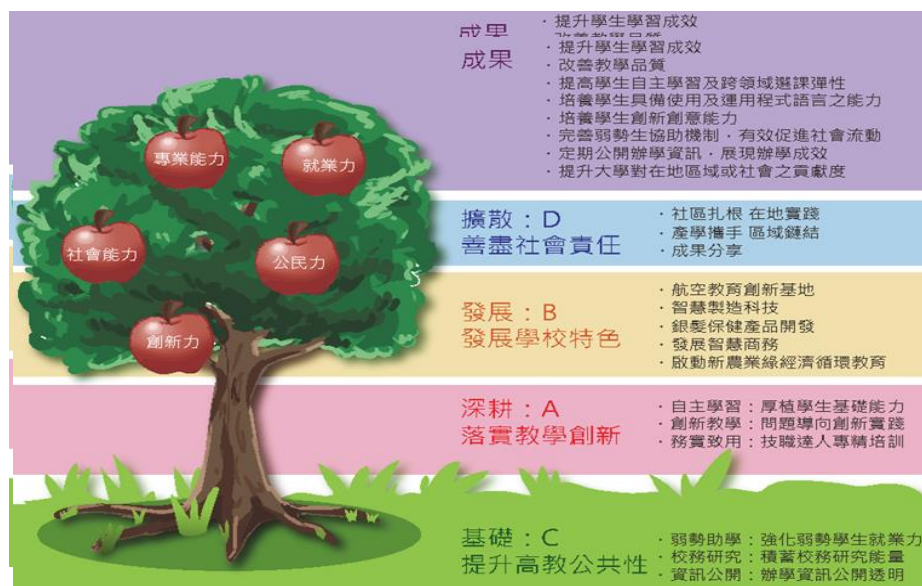 成果
・提升學生學習成效
成果
・提升學生學習成效
・改善教學品質
・提高學生自主學習及跨領域選課彈性
・培養學生具備使用及運用程式語言之能力
・培養學生創新創意能力
・完善弱勢生協助機制，有效促進社會流動
・定期公開辦學資訊，展現辦學成效
・提升大學對在地區域或社會之貢獻度
專業能力
就業力
社會能力
公民力
創新力
擴散：D
善盡社會責任
・社區扎根 在地實踐
・產學攜手 區域鏈結
・成果分享
發展：B
發展學校特色
・航空教育創新基地
・智慧製造科技
・銀髮保健產品開發
・發展智慧商務
・啟動新農業綠經濟循環教育
深耕：A
落實教學創新
・自主學習：厚植學生基礎能力
・創新教學：問題導向創新實踐
・務實致用：技職達人專精培訓
基礎：C
提升高教公共性
・弱勢助學：強化弱勢學生就業力
・校務研究：積蓄校務研究能量
・資訊公開：辦學資訊公開透明